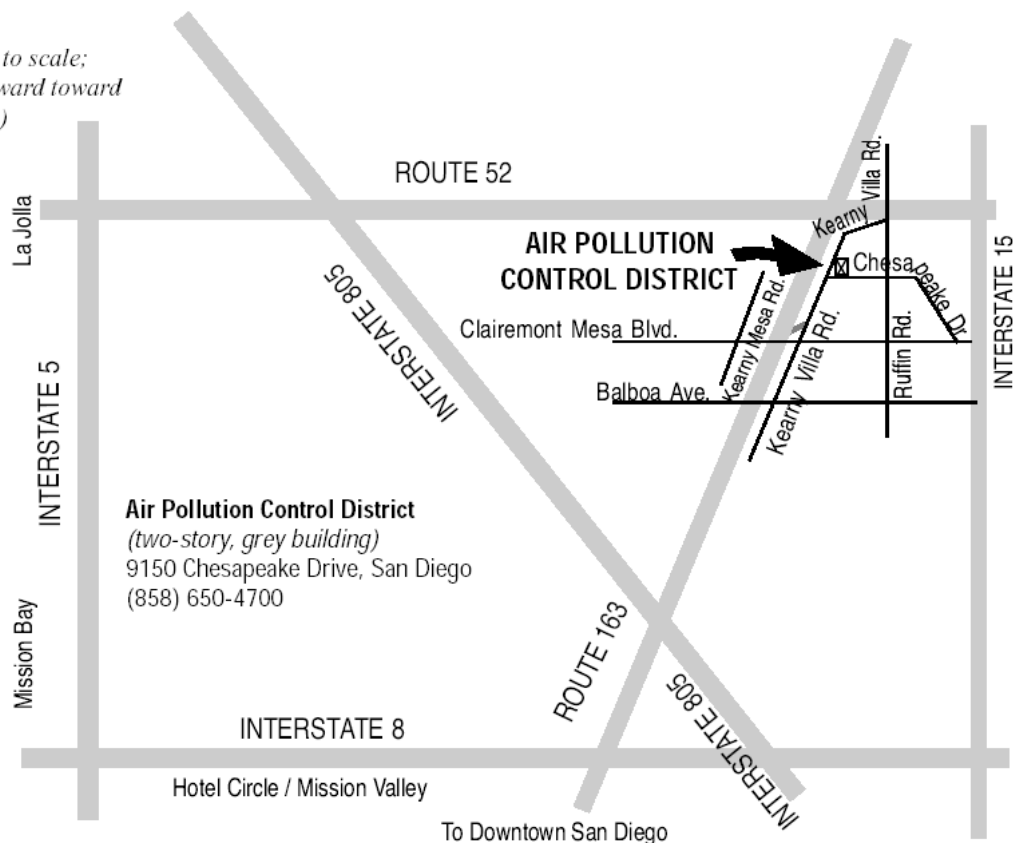 to scale;
ward toward
)
ROUTE 52
La Jolla
Kearny Villa Rd.
AIR POLLUTION
CONTROL DISTRICT
Chesapeake Dr
INTERSTATE 805
Clairemont Mesa Blvd.
Kearny Mesa Rd.
Kearny Villa Rd.
Ruffin Rd.
INTERSTATE 15
Balboa Ave.
INTERSTATE 5
Air Pollution Control District
(two-story, grey building)
9150 Chesapeake Drive, San Diego
(858) 650-4700
Mission Bay
ROUTE 163
INTERSTATE 805
INTERSTATE 8
Hotel Circle / Mission Valley
To Downtown San Diego